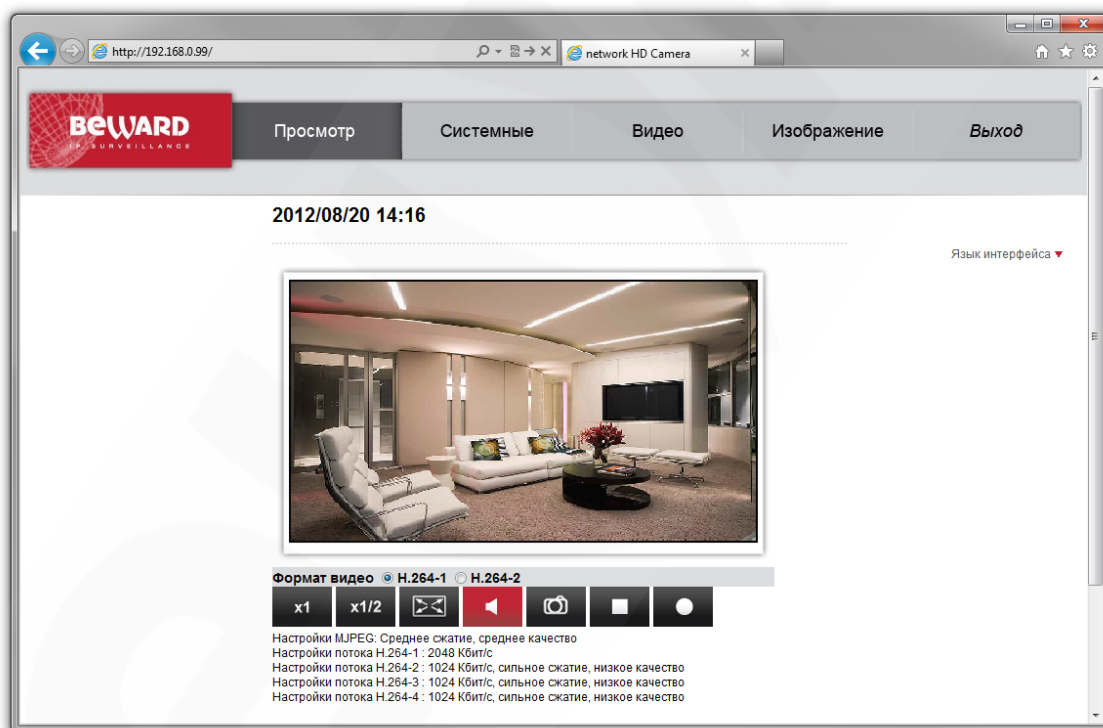 http://192.168.0.99/
network HD Camera
BEWARD
IP SURVEILLANCE
Просмотр
Системные
Видео
Изображение
Выход
2012/08/20 14:16
Язык интерфейса
Формат видео H.264-1 H.264-2
x1 x1/2
Настройки MJPEG: Среднее сжатие, среднее качество
Настройки потока H.264-1 : 2048 Кбит/с
Настройки потока H.264-2 : 1024 Кбит/с, сильное сжатие, низкое качество
Настройки потока H.264-3 : 1024 Кбит/с, сильное сжатие, низкое качество
Настройки потока H.264-4 : 1024 Кбит/с, сильное сжатие, низкое качество